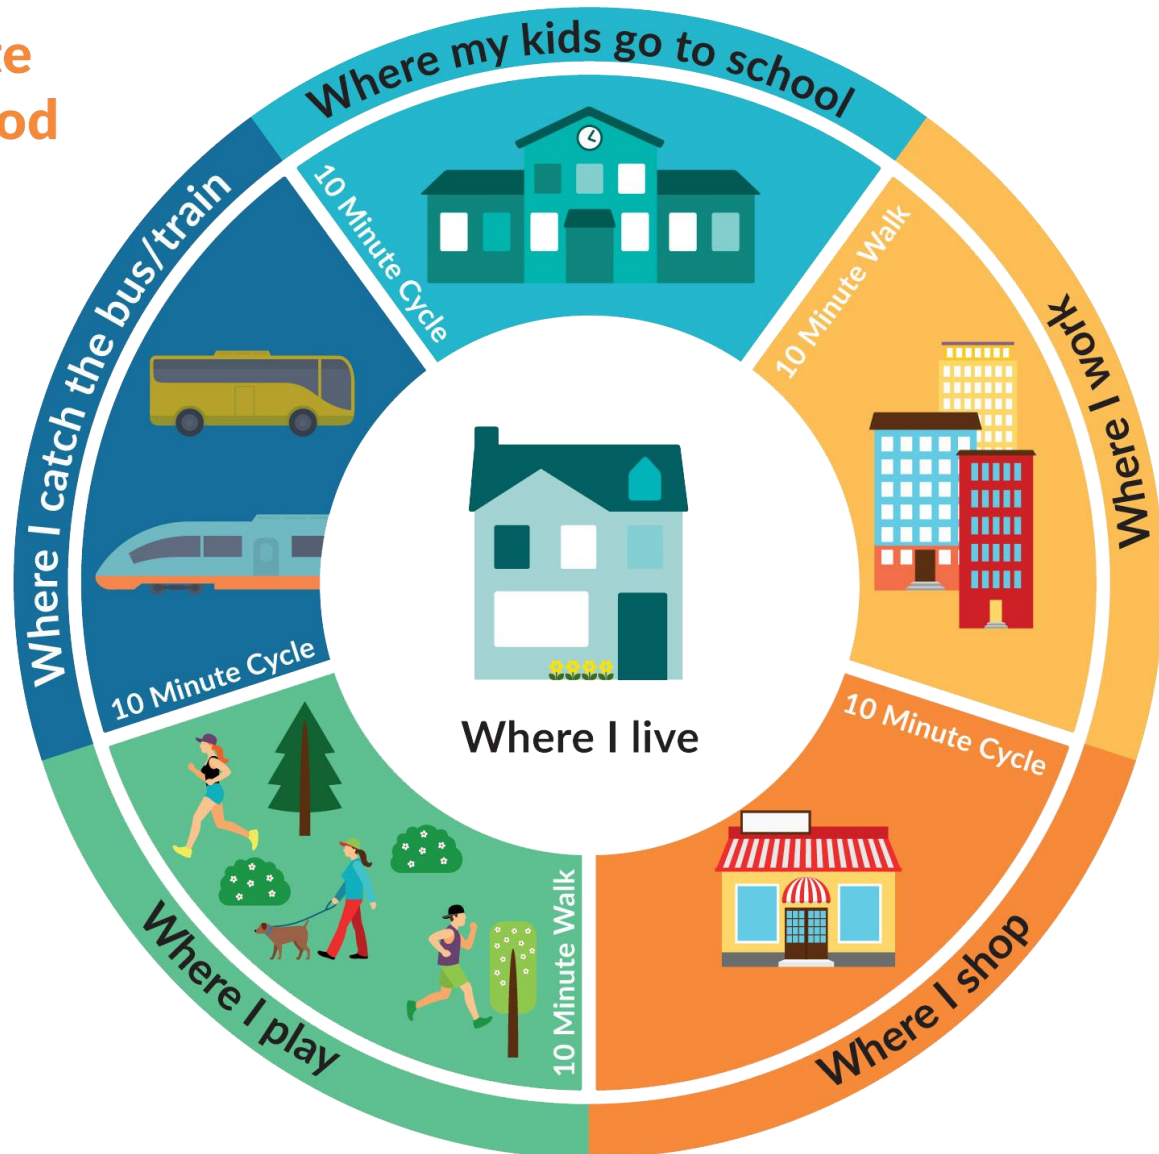 Where my kids go to school
10 Minute Cycle
Where I work
10 Minute Walk
Where I shop
10 Minute Cycle
Where I play
10 Minute Walk
Where I catch the bus/train
10 Minute Cycle
Where I live